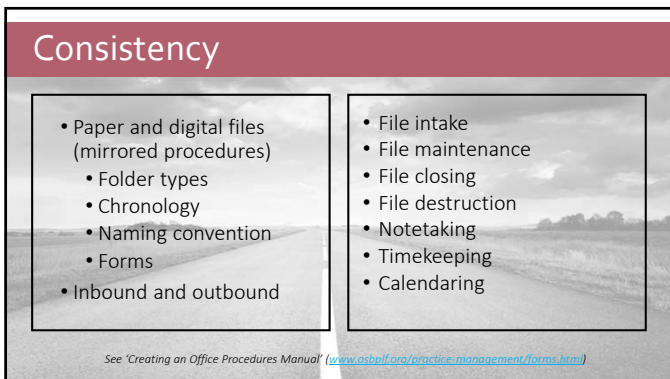 Consistency
• Paper and digital files
(mirrored procedures)
• Folder types
• Chronology
• Naming convention
• Forms
• Inbound and outbound
• File intake
• File maintenance
• File closing
• File destruction
• Notetaking
• Timekeeping
• Calendaring
See 'Creating an Office Procedures Manual' (www.osbplf.org/practice-management/forms.html)